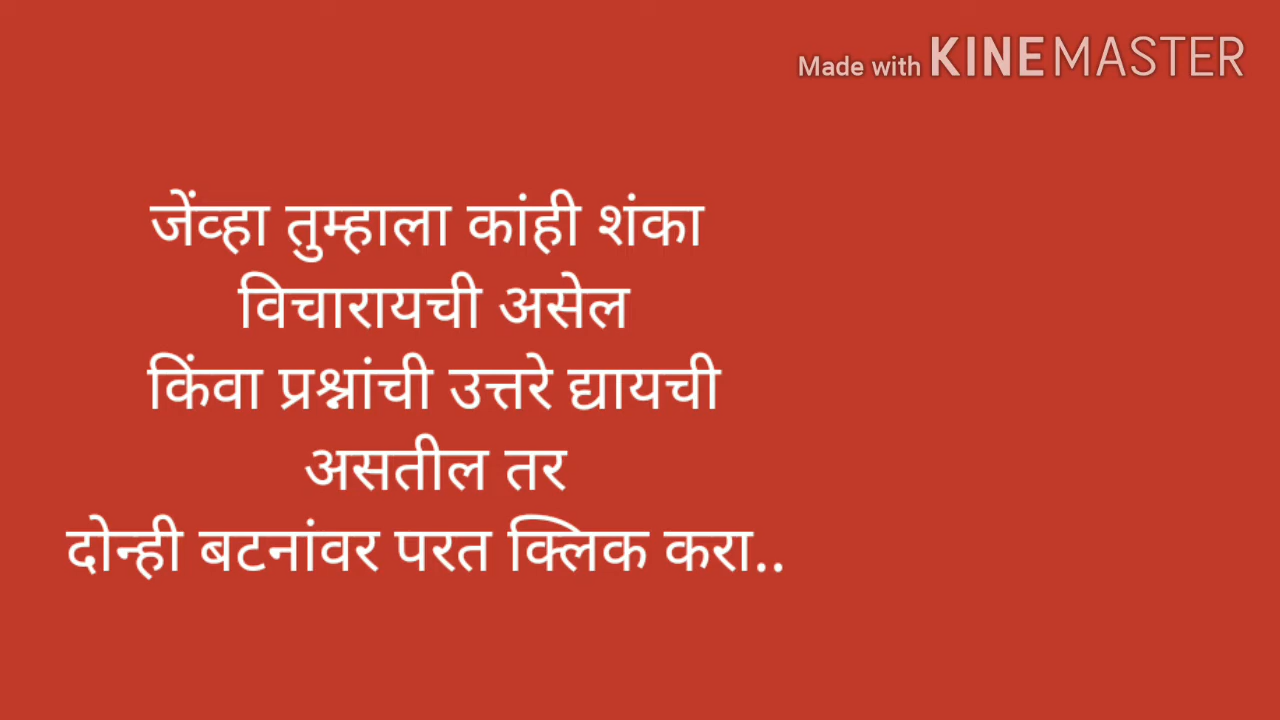 Made with KINEMASTER
जेंव्हा तुम्हाला कांही शंका
विचारायची असेल
किंवा प्रश्नांची उत्तरे द्यायची
असतील तर
दोन्ही बटनांवर परत क्लिक करा..